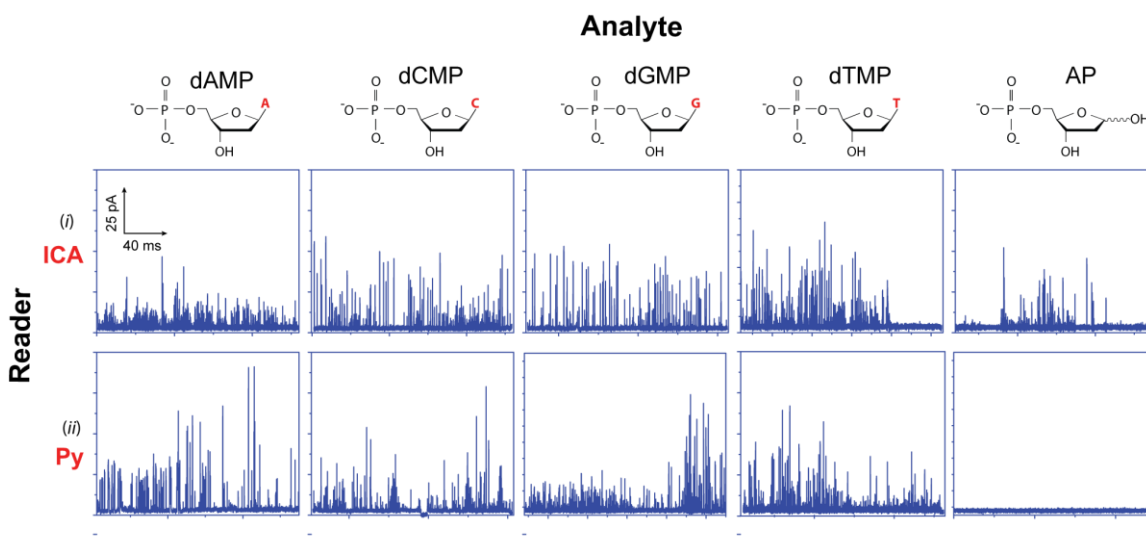 Analyte
dAMP dCMP dGMP dTMP AP
O O O O O
⁻O P O O A ⁻O P O O C ⁻O P O O G ⁻O P O O T ⁻O P O O OH
O⁻ O⁻ O⁻ O⁻ O⁻
OH OH OH OH OH
Reader
(i)
ICA
25 pA
40 ms
(ii)
Py